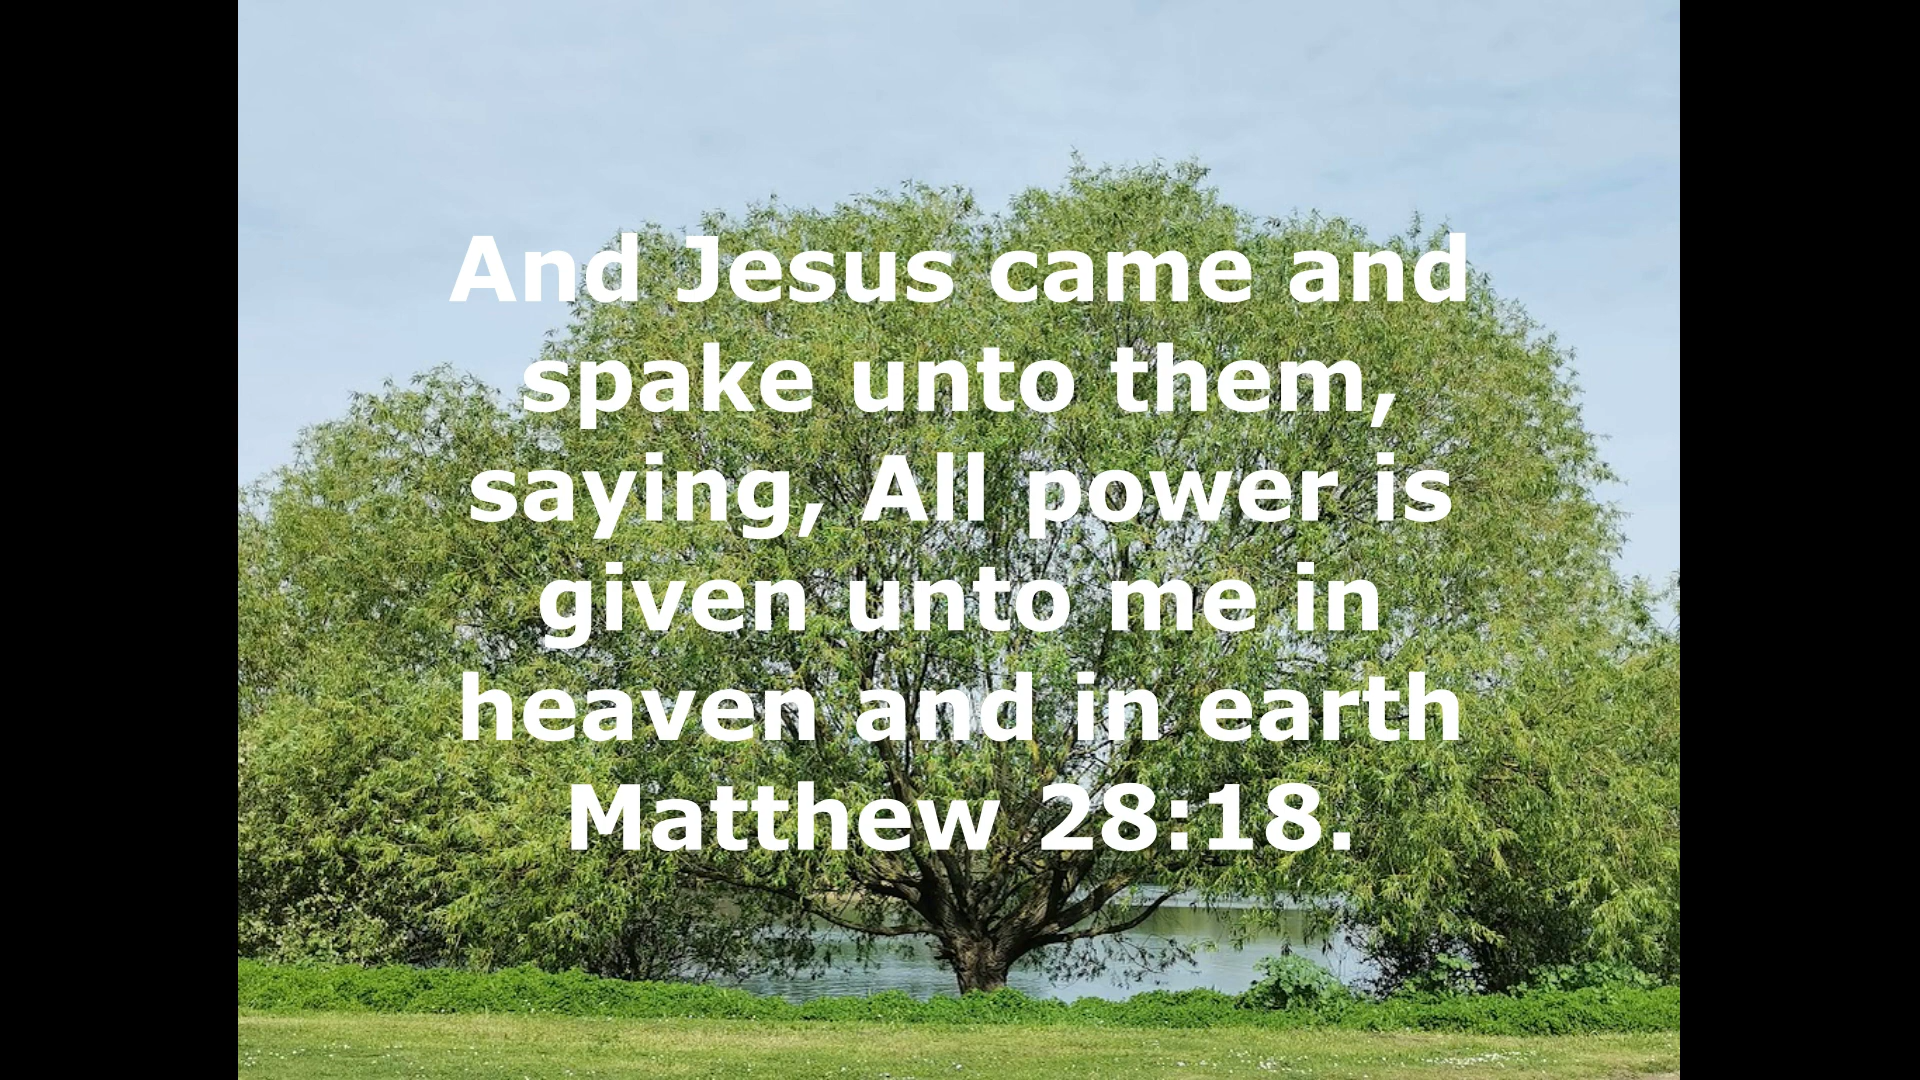 And Jesus came and
spake unto them,
saying, All power is
given unto me in
heaven and in earth
Matthew 28:18.